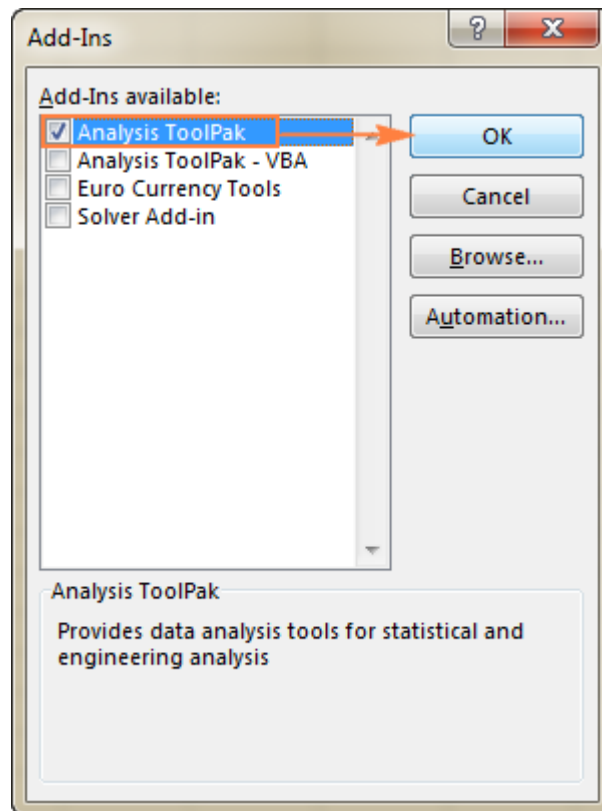 Add-Ins
?
Add-Ins available:
Analysis ToolPak
Analysis ToolPak - VBA
Euro Currency Tools
Solver Add-in
OK
Cancel
Browse...
Automation...
Analysis ToolPak
Provides data analysis tools for statistical and
engineering analysis